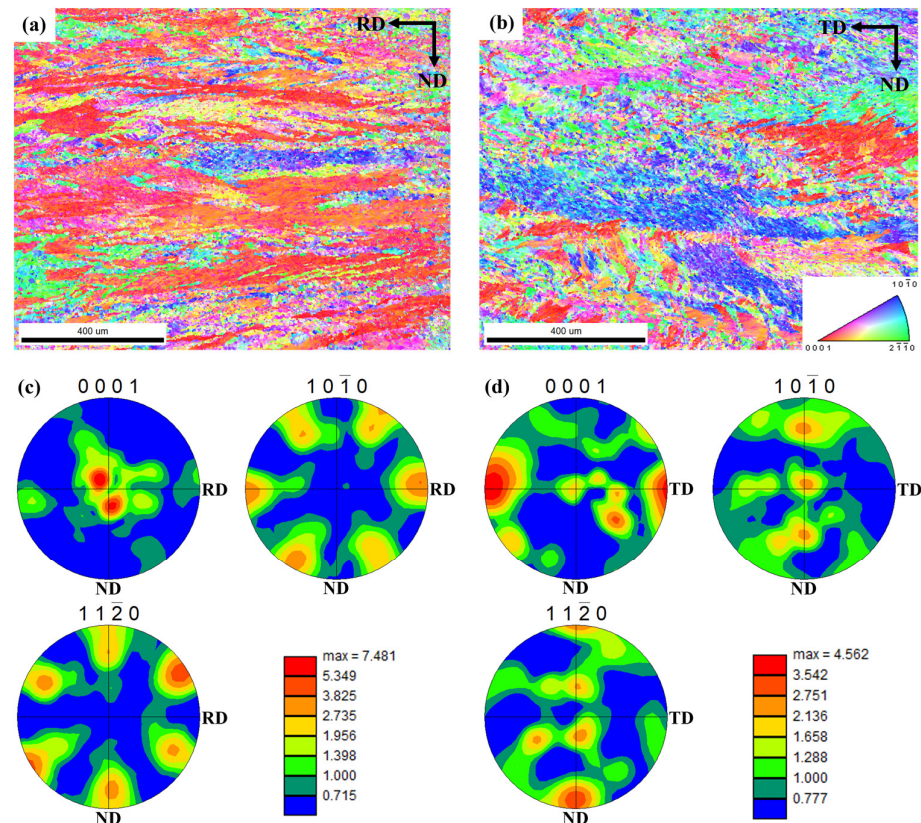 (a)
RD
ND
400 um
(b)
TD
ND
400 um
1 0 1̅ 0
0 0 0 1
2 1̅ 1̅ 0
(c)
0 0 0 1
RD
ND
1 0 1̅ 0
RD
ND
1 1 2̅ 0
RD
ND
max = 7.481
5.349
3.825
2.735
1.956
1.398
1.000
0.715
(d)
0 0 0 1
TD
ND
1 0 1̅ 0
TD
ND
1 1 2̅ 0
TD
ND
max = 4.562
3.542
2.751
2.136
1.658
1.288
1.000
0.777